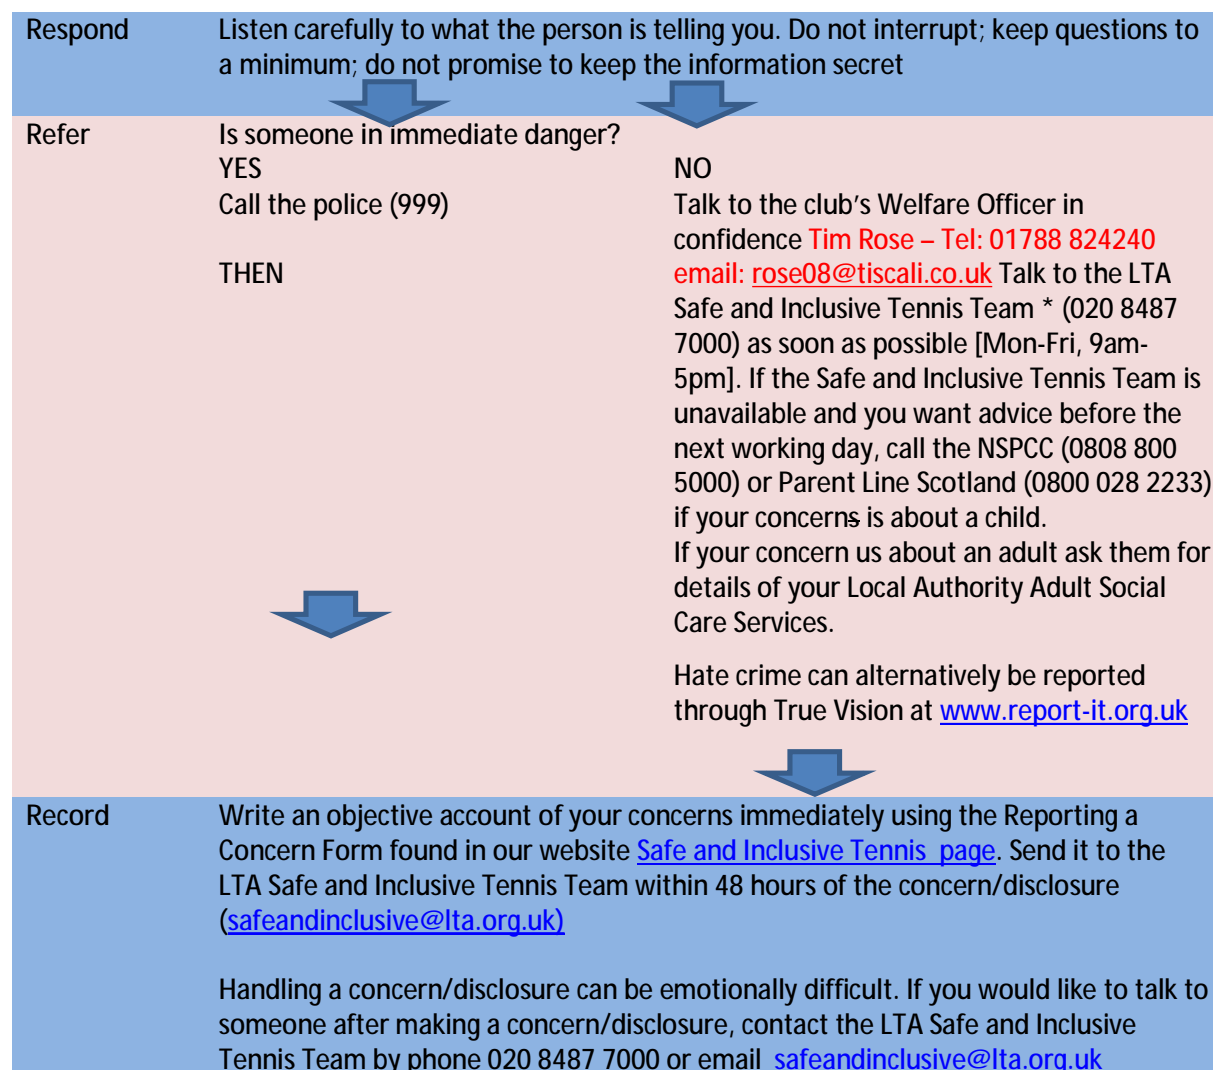 Respond
Listen carefully to what the person is telling you. Do not interrupt; keep questions to
a minimum; do not promise to keep the information secret
Refer
Is someone in immediate danger?
YES
Call the police (999)
THEN
NO
Talk to the club's Welfare Officer in
confidence Tim Rose – Tel: 01788 824240
email: rose08@tiscali.co.uk Talk to the LTA
Safe and Inclusive Tennis Team * (020 8487
7000) as soon as possible [Mon-Fri, 9am-
5pm]. If the Safe and Inclusive Tennis Team is
unavailable and you want advice before the
next working day, call the NSPCC (0808 800
5000) or Parent Line Scotland (0800 028 2233)
if your concerns is about a child.
If your concern us about an adult ask them for
details of your Local Authority Adult Social
Care Services.
Hate crime can alternatively be reported
through True Vision at www.report-it.org.uk
Record
Write an objective account of your concerns immediately using the Reporting a
Concern Form found in our website Safe and Inclusive Tennis  page. Send it to the
LTA Safe and Inclusive Tennis Team within 48 hours of the concern/disclosure
(safeandinclusive@lta.org.uk)
Handling a concern/disclosure can be emotionally difficult. If you would like to talk to
someone after making a concern/disclosure, contact the LTA Safe and Inclusive
Tennis Team by phone 020 8487 7000 or email  safeandinclusive@lta.org.uk